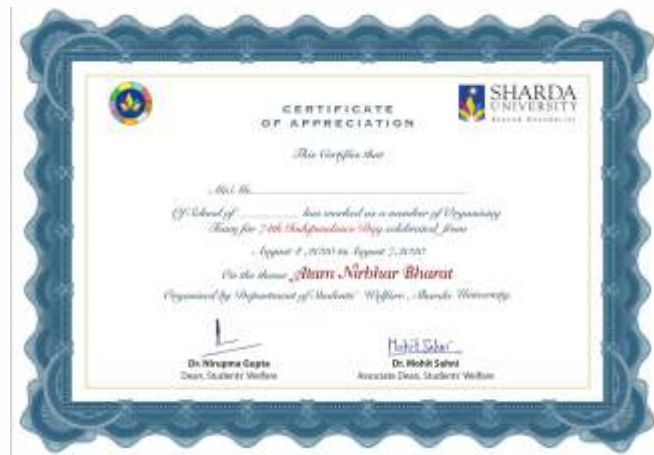 SHARDA
UNIVERSITY
Beyond Boundaries
CERTIFICATE
OF APPRECIATION
This Certifies that
Of School of ............ has worked as a member of Organising
Team for 74th Independence Day celebrated from
August 4, 2020 to August 7, 2020
On the theme Atam Nirbhar Bharat
Organised by Department of Students' Welfare, Sharda University
Dr. Nirupma Gupta
Dean, Students' Welfare
Mohit Sahni
Dr. Mohit Sahni
Associate Dean, Students' Welfare